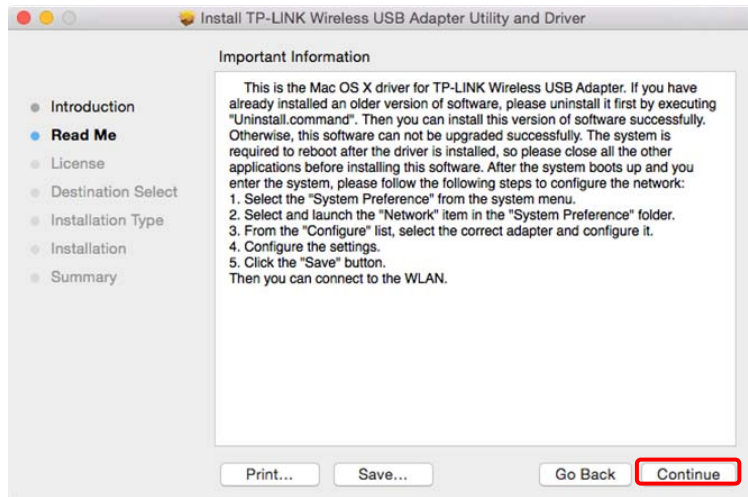 Install TP-LINK Wireless USB Adapter Utility and Driver
Important Information
Introduction
Read Me
License
Destination Select
Installation Type
Installation
Summary
This is the Mac OS X driver for TP-LINK Wireless USB Adapter. If you have
already installed an older version of software, please uninstall it first by executing
"Uninstall.command". Then you can install this version of software successfully.
Otherwise, this software can not be upgraded successfully. The system is
required to reboot after the driver is installed, so please close all the other
applications before installing this software. After the system boots up and you
enter the system, please follow the following steps to configure the network:
1. Select the "System Preference" from the system menu.
2. Select and launch the "Network" item in the "System Preference" folder.
3. From the "Configure" list, select the correct adapter and configure it.
4. Configure the settings.
5. Click the "Save" button.
Then you can connect to the WLAN.
Print... Save... Go Back Continue